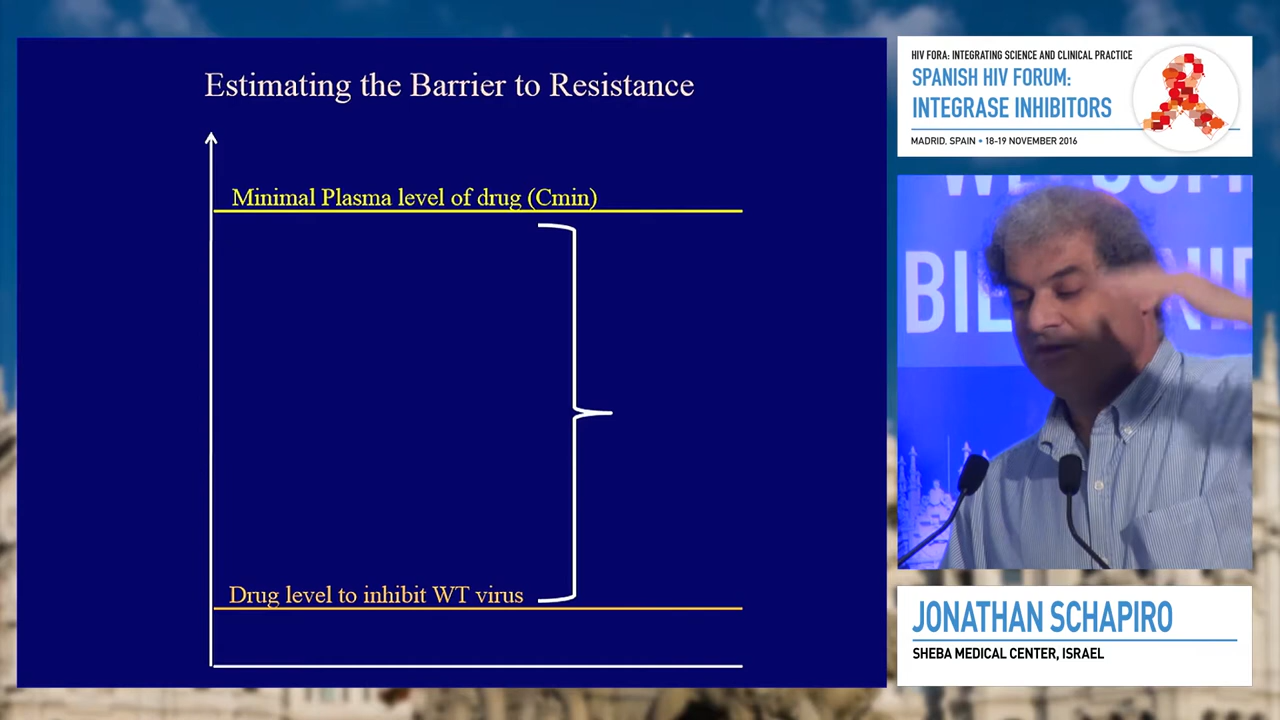 Estimating the Barrier to Resistance
Minimal Plasma level of drug (Cmin)
Drug level to inhibit WT virus
HIV FORA: INTEGRATING SCIENCE AND CLINICAL PRACTICE
SPANISH HIV FORUM:
INTEGRASE INHIBITORS
MADRID, SPAIN • 18-19 NOVEMBER 2016
JONATHAN SCHAPIRO
SHEBA MEDICAL CENTER, ISRAEL